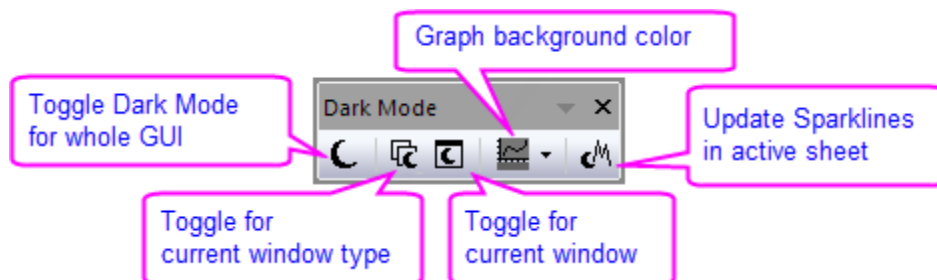 Graph background color
Toggle Dark Mode
for whole GUI
Dark Mode
Update Sparklines
in active sheet
Toggle for
current window type
Toggle for
current window